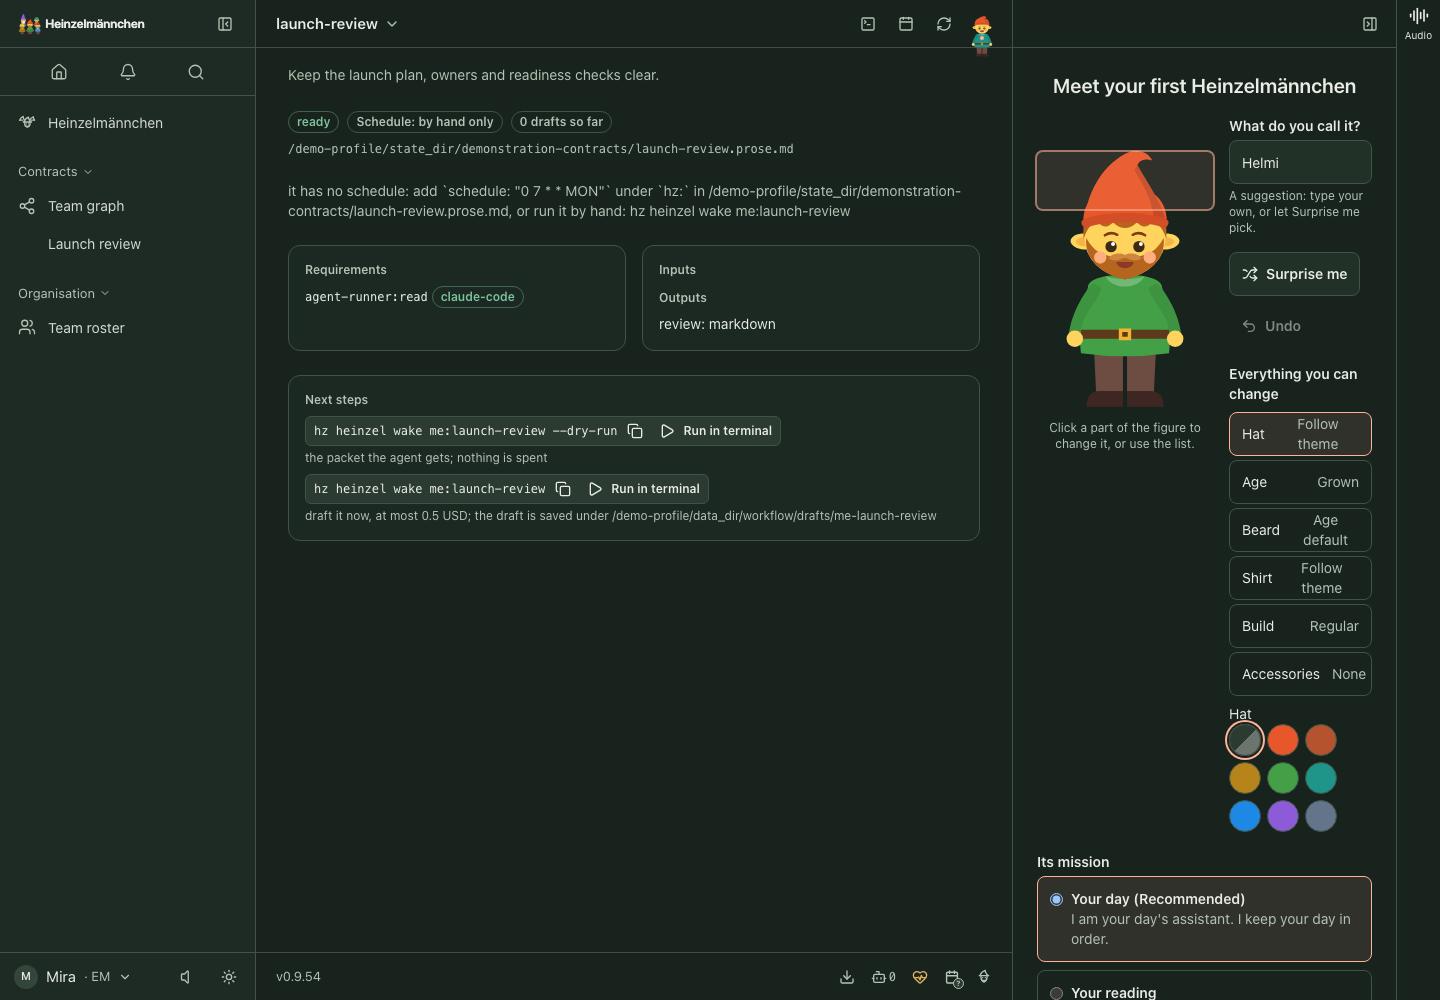 Heinzelmännchen
Heinzelmännchen
Contracts
Team graph
Launch review
Organisation
Team roster
M Mira · EM
launch-review
Keep the launch plan, owners and readiness checks clear.
ready Schedule: by hand only 0 drafts so far
/demo-profile/state_dir/demonstration-contracts/launch-review.prose.md
it has no schedule: add `schedule: "0 7 * * MON"` under `hz:` in /demo-profile/state_dir/demonstration-
contracts/launch-review.prose.md, or run it by hand: hz heinzel wake me:launch-review
Requirements
agent-runner:read claude-code
Inputs
Outputs
review: markdown
Next steps
hz heinzel wake me:launch-review --dry-run Run in terminal
the packet the agent gets; nothing is spent
hz heinzel wake me:launch-review Run in terminal
draft it now, at most 0.5 USD; the draft is saved under /demo-profile/data_dir/workflow/drafts/me-launch-review
v0.9.54
0
?
Meet your first Heinzelmännchen
Click a part of the figure to
change it, or use the list.
What do you call it?
Helmi
A suggestion: type your
own, or let Surprise me
pick.
Surprise me
Undo
Everything you can
change
Hat Follow
theme
Age Grown
Beard Age
default
Shirt Follow
theme
Build Regular
Accessories None
Hat
Its mission
Your day (Recommended)
I am your day's assistant. I keep your day in
order.
Your reading
Audio